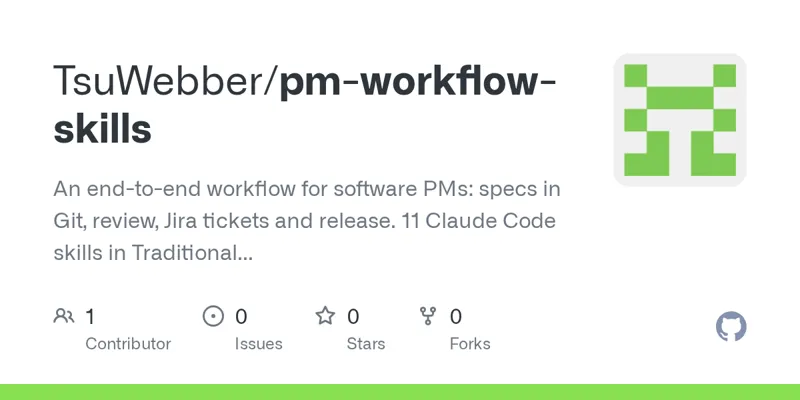 TsuWebber/pm-workflow-
skills
An end-to-end workflow for software PMs: specs in
Git, review, Jira tickets and release. 11 Claude Code
skills in Traditional...
1
Contributor
0
Issues
0
Stars
0
Forks